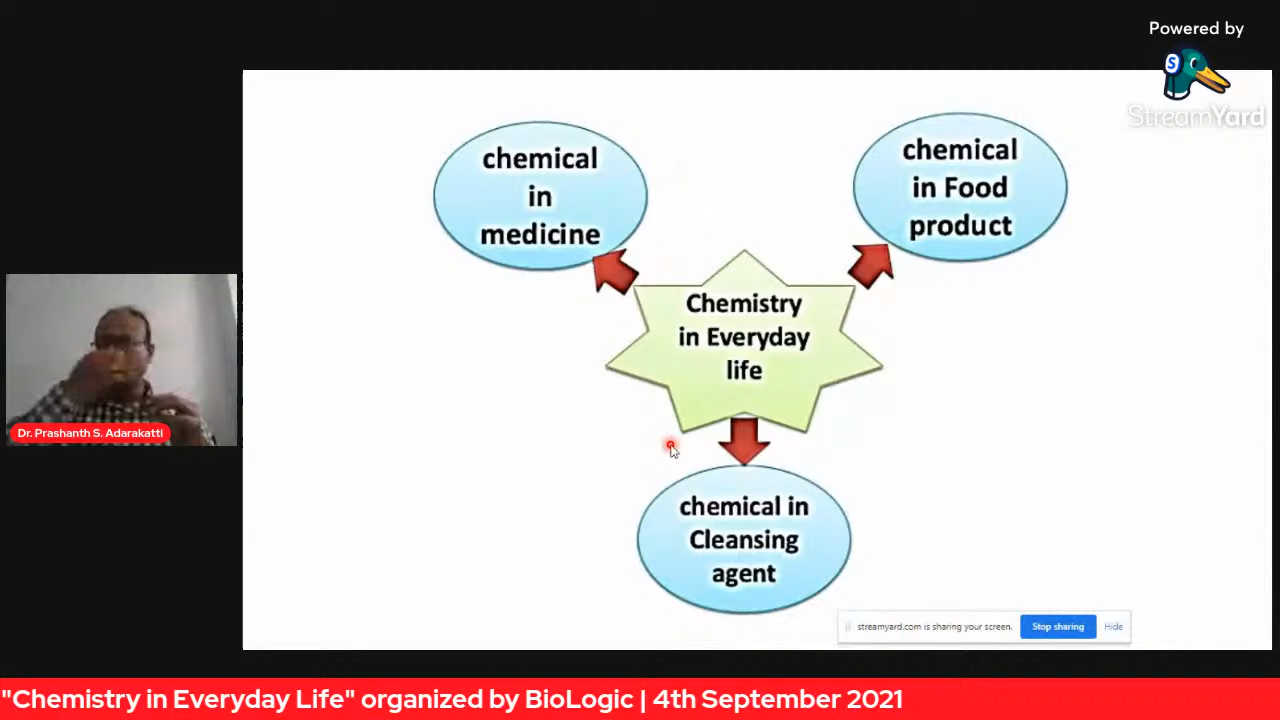 Powered by
S
StreamYard
chemical
in
medicine
chemical
in Food
product
Chemistry
in Everyday
life
chemical in
Cleansing
agent
Dr. Prashanth S. Adarakatti
streamyard.com is sharing your screen.
Stop sharing
Hide
"Chemistry in Everyday Life" organized by BioLogic | 4th September 2021